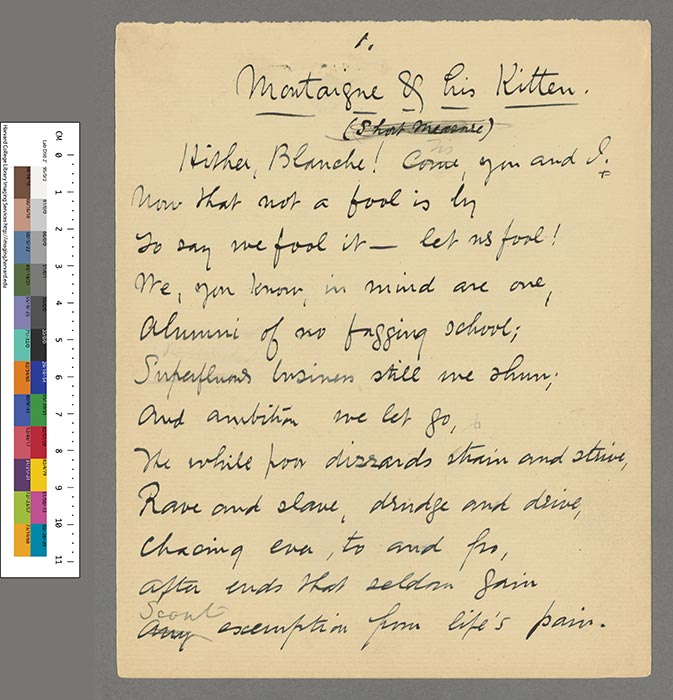 1.
Montaigne & his Kitten.
(Short Measure)
Hither, Blanche! Come, you and I.
Now that not a fool is by
To say we fool it — let us fool!
We, you know, in mind are one,
Alumni of no fagging school;
Superfluous business still we shun;
And ambition we let go,
The while poor dizzards strain and strive,
Rave and slave, drudge and drive,
Chacing ever, to and fro,
After ends that seldom gain
Scant
any exemption from life's pain.
Harvard College Library Imaging Services http://imaging.harvard.edu
CM 0 1 2 3 4 5 6 7 8 9 10 11